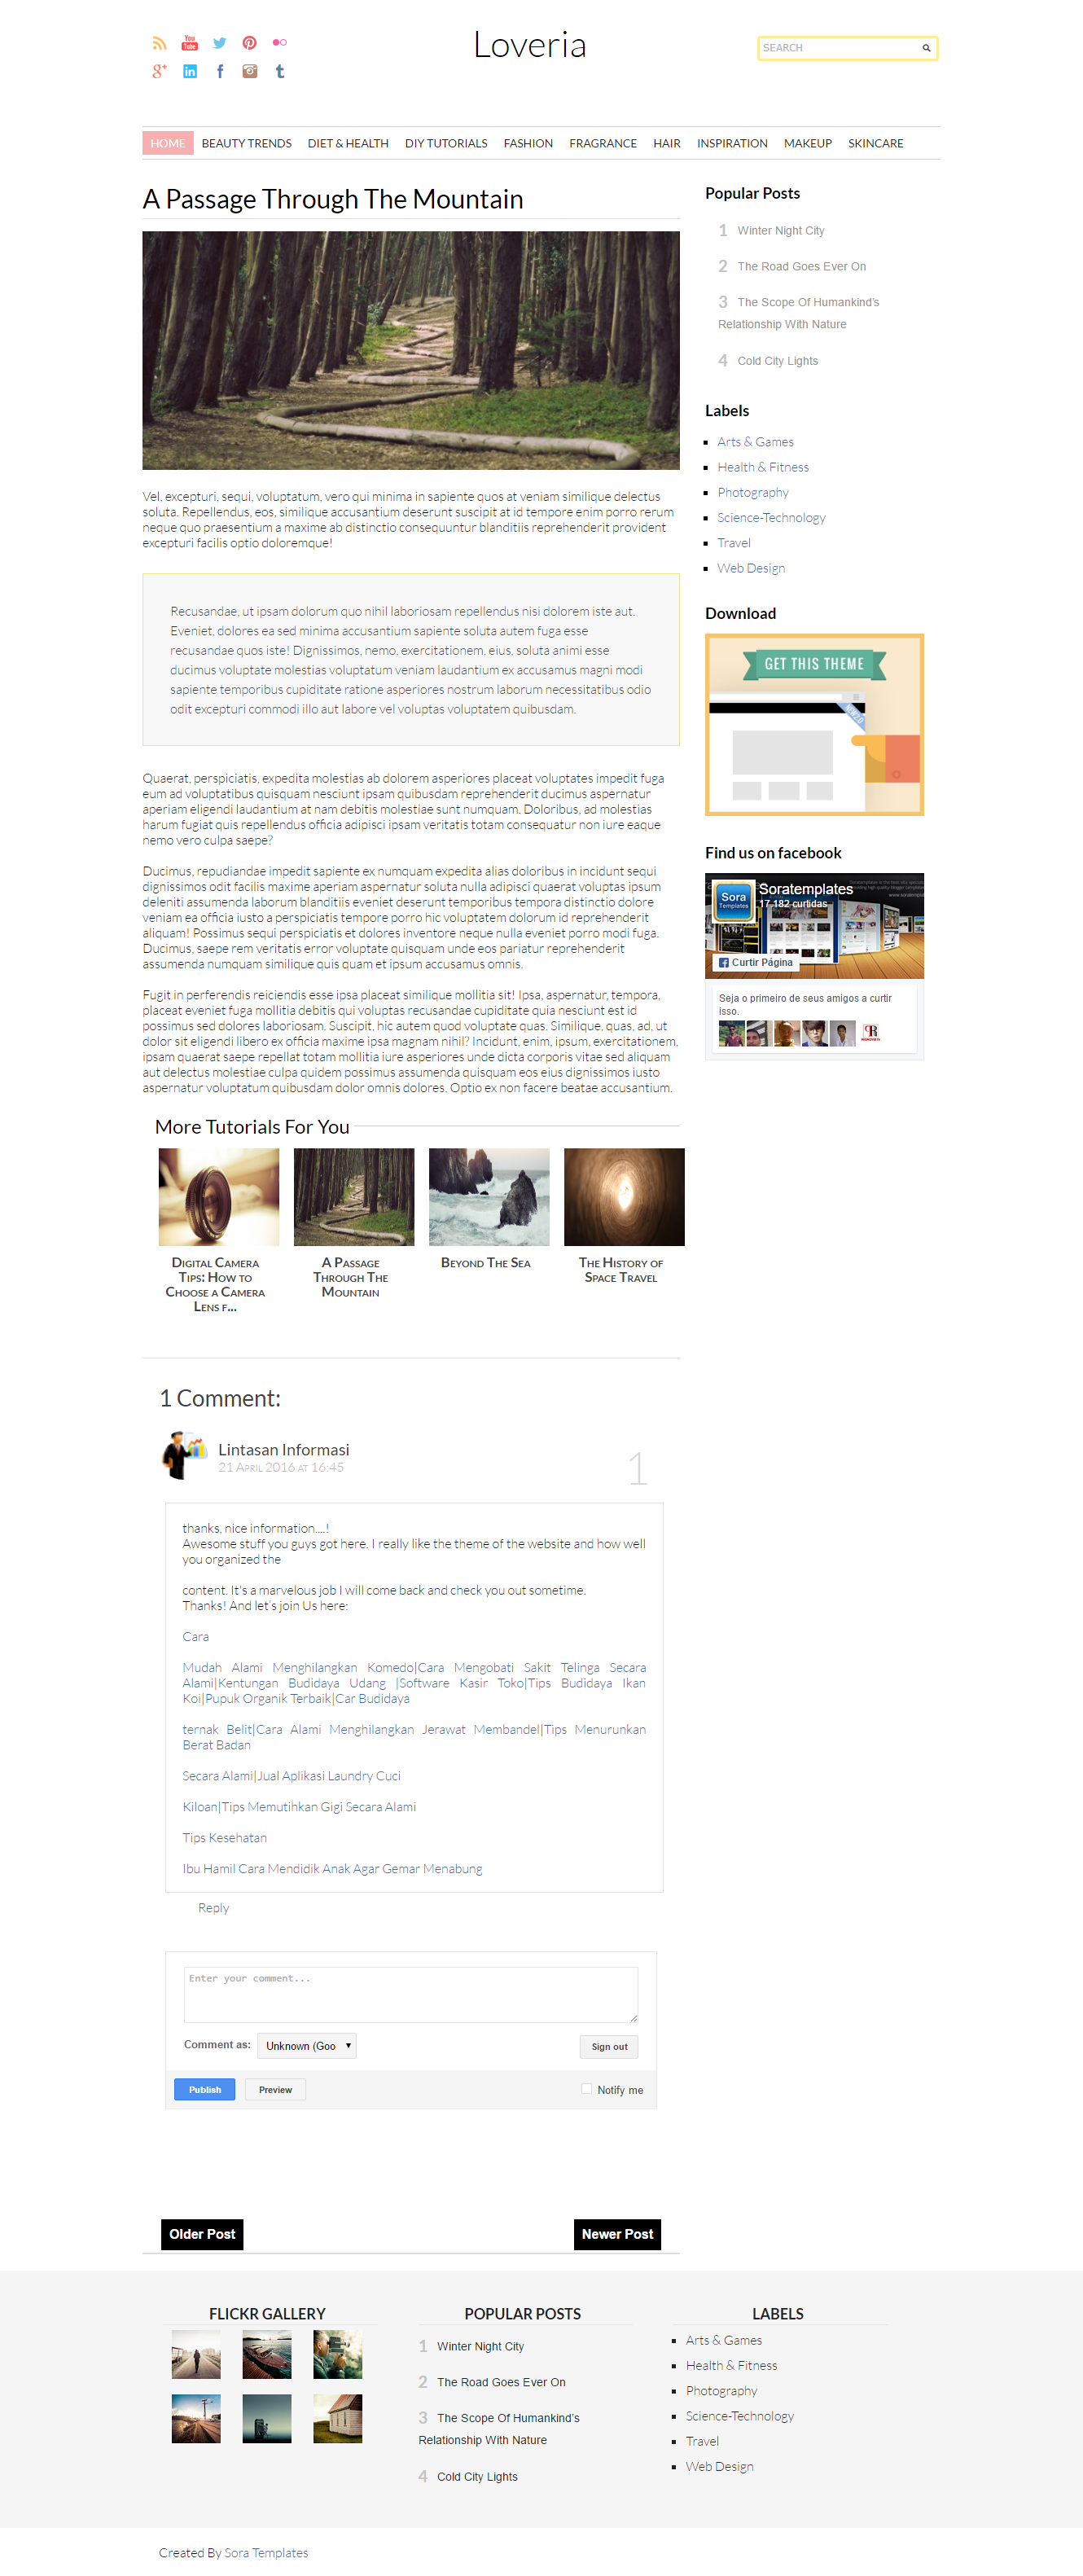 Loveria
SEARCH
HOME BEAUTY TRENDS DIET & HEALTH DIY TUTORIALS FASHION FRAGRANCE HAIR INSPIRATION MAKEUP SKINCARE
A Passage Through The Mountain
Vel, excepturi, sequi, voluptatum, vero qui minima in sapiente quos at veniam similique delectus
soluta. Repellendus, eos, similique accusantium deserunt suscipit at id tempore enim porro rerum
neque quo praesentium a maxime ab distinctio consequuntur blanditiis reprehenderit provident
excepturi facilis optio doloremque!
Recusandae, ut ipsam dolorum quo nihil laboriosam repellendus nisi dolorem iste aut.
Eveniet, dolores ea sed minima accusantium sapiente soluta autem fuga esse
recusandae quos iste! Dignissimos, nemo, exercitationem, eius, soluta animi esse
ducimus voluptate molestias voluptatum veniam laudantium ex accusamus magni modi
sapiente temporibus cupiditate ratione asperiores nostrum laborum necessitatibus odio
odit excepturi commodi illo aut labore vel voluptas voluptatem quibusdam.
Quaerat, perspiciatis, expedita molestias ab dolorem asperiores placeat voluptates impedit fuga
eum ad voluptatibus quisquam nesciunt ipsam quibusdam reprehenderit ducimus aspernatur
aperiam eligendi laudantium at nam debitis molestiae sunt numquam. Doloribus, ad molestias
harum fugiat quis repellendus officia adipisci ipsam veritatis totam consequatur non iure eaque
nemo vero culpa saepe?
Ducimus, repudiandae impedit sapiente ex numquam expedita alias doloribus in incidunt sequi
dignissimos odit facilis maxime aperiam aspernatur soluta nulla adipisci quaerat voluptas ipsum
deleniti assumenda laborum blanditiis eveniet deserunt temporibus tempora distinctio dolore
veniam ea officia iusto a perspiciatis tempore porro hic voluptatem dolorum id reprehenderit
aliquam! Possimus sequi perspiciatis et dolores inventore neque nulla eveniet porro modi fuga.
Ducimus, saepe rem veritatis error voluptate quisquam unde eos pariatur reprehenderit
assumenda numquam similique quis quam et ipsum accusamus omnis.
Fugit in perferendis reiciendis esse ipsa placeat similique mollitia sit! Ipsa, aspernatur, tempora,
placeat eveniet fuga mollitia debitis qui voluptas recusandae cupiditate quia nesciunt est id
possimus sed dolores laboriosam. Suscipit, hic autem quod voluptate quas. Similique, quas, ad, ut
dolor sit eligendi libero ex officia maxime ipsa magnam nihil? Incidunt, enim, ipsum, exercitationem,
ipsam quaerat saepe repellat totam mollitia iure asperiores unde dicta corporis vitae sed aliquam
aut delectus molestiae culpa quidem possimus assumenda quisquam eos eius dignissimos iusto
aspernatur voluptatum quibusdam dolor omnis dolores. Optio ex non facere beatae accusantium.
Popular Posts
1 Winter Night City
2 The Road Goes Ever On
3 The Scope Of Humankind's
Relationship With Nature
4 Cold City Lights
Labels
Arts & Games
Health & Fitness
Photography
Science-Technology
Travel
Web Design
Download
GET THIS THEME
Find us on facebook
Sora
Templates
Soratemplates
17.182 curtidas
Curtir Página
Seja o primeiro de seus amigos a curtir
isso.
More Tutorials For You
Digital Camera
Tips: How to
Choose a Camera
Lens f...
A Passage
Through The
Mountain
Beyond The Sea
The History of
Space Travel
1 Comment:
Lintasan Informasi
21 April 2016 at 16:45
1
thanks, nice information....!
Awesome stuff you guys got here. I really like the theme of the website and how well
you organized the
content. It's a marvelous job I will come back and check you out sometime.
Thanks! And let's join Us here:
Cara
Mudah Alami Menghilangkan Komedo|Cara Mengobati Sakit Telinga Secara
Alami|Kentungan Budidaya Udang |Software Kasir Toko|Tips Budidaya Ikan
Koi|Pupuk Organik Terbaik|Car Budidaya
ternak Belit|Cara Alami Menghilangkan Jerawat Membandel|Tips Menurunkan
Berat Badan
Secara Alami|Jual Aplikasi Laundry Cuci
Kiloan|Tips Memutihkan Gigi Secara Alami
Tips Kesehatan
Ibu Hamil Cara Mendidik Anak Agar Gemar Menabung
Reply
Enter your comment...
Comment as: Unknown (Goo Sign out
Publish Preview Notify me
Older Post Newer Post
FLICKR GALLERY
POPULAR POSTS
1 Winter Night City
2 The Road Goes Ever On
3 The Scope Of Humankind's
Relationship With Nature
4 Cold City Lights
LABELS
Arts & Games
Health & Fitness
Photography
Science-Technology
Travel
Web Design
Created By Sora Templates